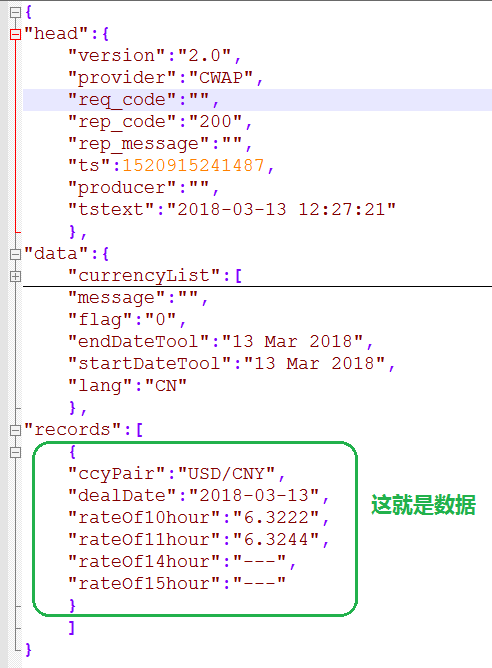 {
"head":{
"version":"2.0",
"provider":"CWAP",
"req_code":"",
"rep_code":"200",
"rep_message":"",
"ts":1520915241487,
"producer":"",
"tstext":"2018-03-13 12:27:21"
},
"data":{
"currencyList":[
"message":"",
"flag":"0",
"endDateTool":"13 Mar 2018",
"startDateTool":"13 Mar 2018",
"lang":"CN"
},
"records":[
{
"ccyPair":"USD/CNY",
"dealDate":"2018-03-13",
"rateOf10hour":"6.3222",
这就是数据
"rateOf11hour":"6.3244",
"rateOf14hour":"---",
"rateOf15hour":"---"
}
]
}